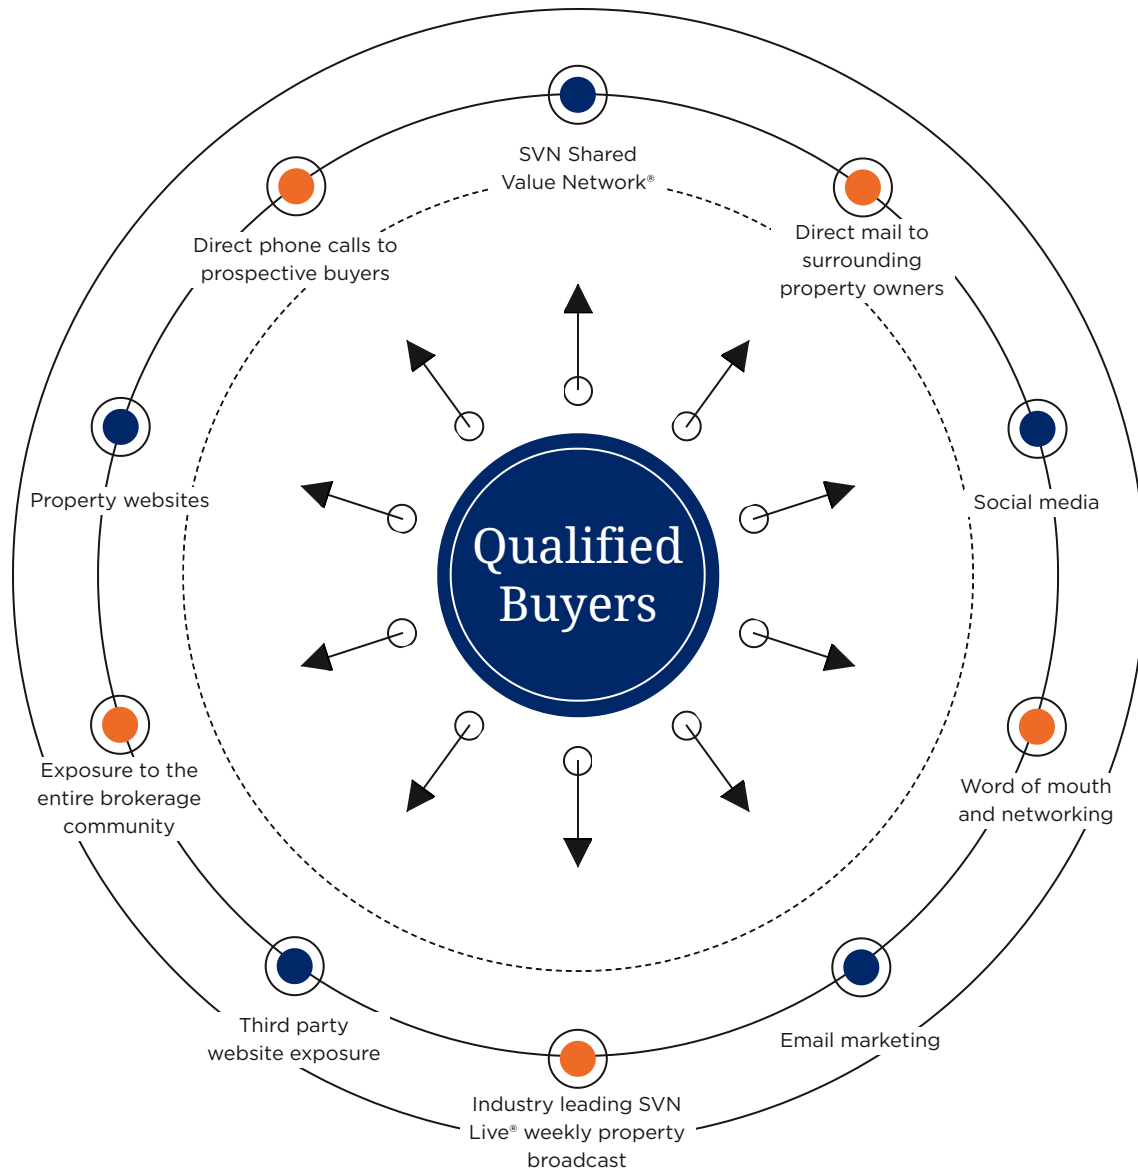 SVN Shared
Value Network®
Direct phone calls to
prospective buyers
Direct mail to
surrounding
property owners
Property websites
Social media
Qualified
Buyers
Exposure to the
entire brokerage
community
Word of mouth
and networking
Third party
website exposure
Email marketing
Industry leading SVN
Live® weekly property
broadcast